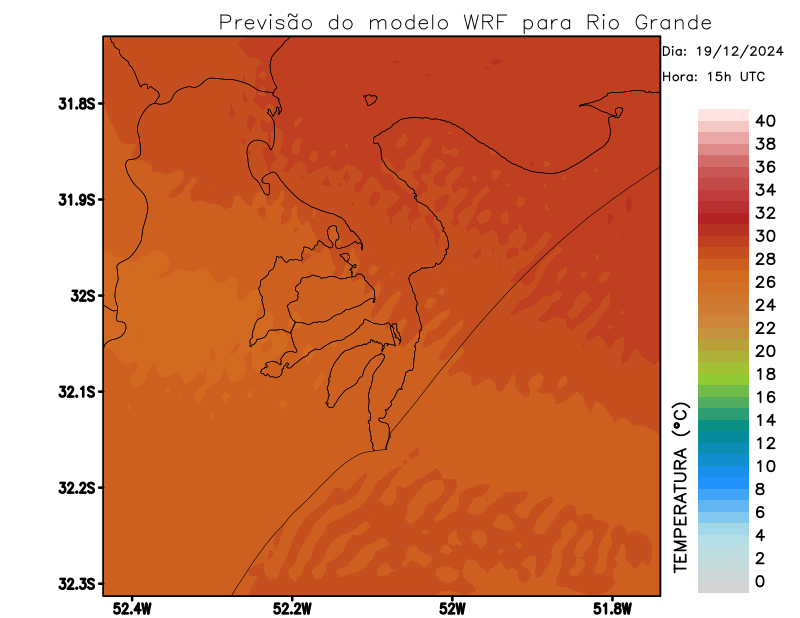 Previsão do modelo WRF para Rio Grande
Dia: 19/12/2024
Hora: 15h UTC
31.8S
31.9S
32S
32.1S
32.2S
32.3S
52.4W
52.2W
52W
51.8W
TEMPERATURA (°C)
40
38
36
34
32
30
28
26
24
22
20
18
16
14
12
10
8
6
4
2
0